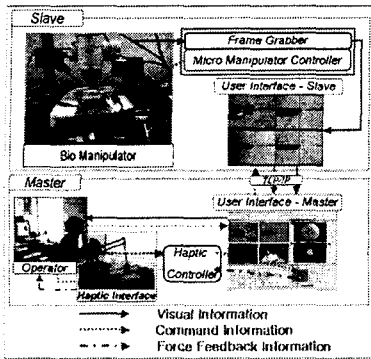 Slave
Frame Grabber
Micro Manipulator Controller
User Interface - Slave
Bio Manipulator
TCP/IP
Master
User Interface - Master
Operator
Haptic
Controller
Haptic Interface
Visual Information
Command Information
Force Feedback Information